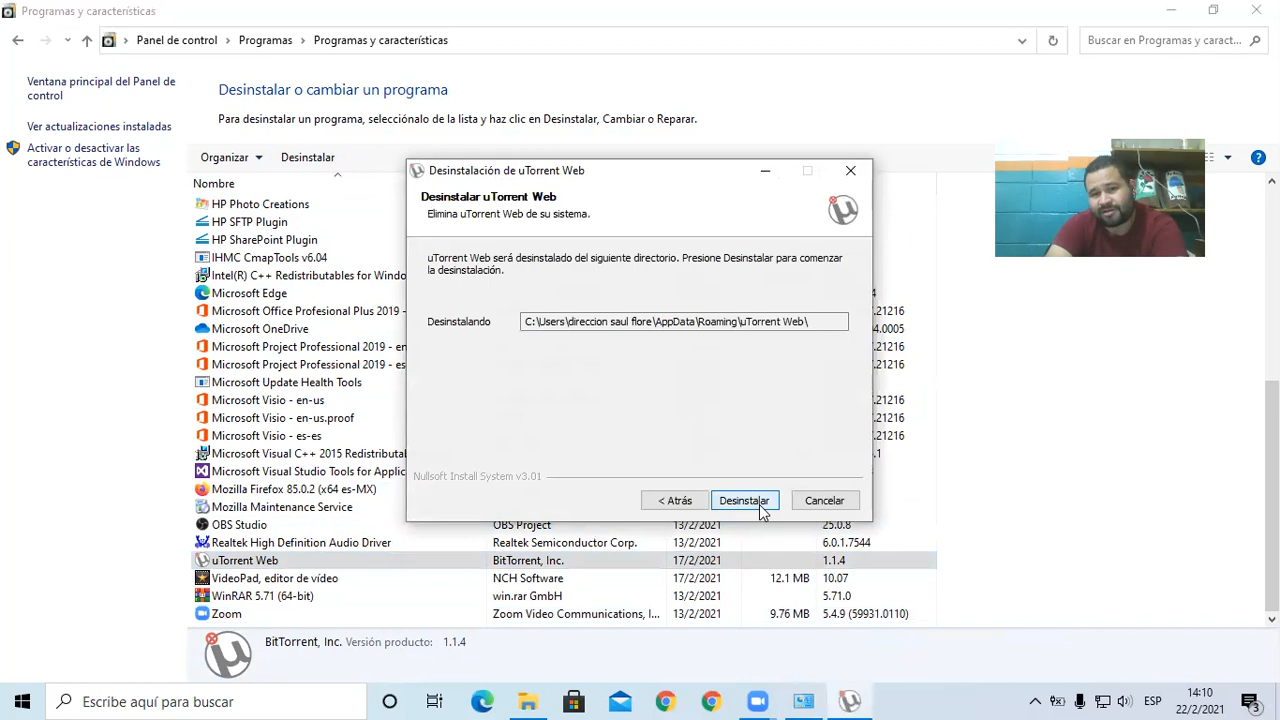 Programas y características
Panel de control
Programas
Programas y características
Buscar en Programas y caract...
Ventana principal del Panel de
control
Ver actualizaciones instaladas
Activar o desactivar las
características de Windows
Desinstalar o cambiar un programa
Para desinstalar un programa, selecciónalo de la lista y haz clic en Desinstalar, Cambiar o Reparar.
Organizar
Desinstalar
Nombre
HP Photo Creations
HP SFTP Plugin
HP SharePoint Plugin
IHMC CmapTools v6.04
Intel(R) C++ Redistributables for Windo
Microsoft Edge
4
Microsoft Office Profesional Plus 2019 -
.21216
Microsoft OneDrive
4.0005
Microsoft Project Professional 2019 - en
.21216
Microsoft Project Professional 2019 - es
.21216
Microsoft Update Health Tools
Microsoft Visio - en-us
.21216
Microsoft Visio - en-us.proof
.21216
Microsoft Visio - es-es
.21216
Microsoft Visual C++ 2015 Redistributab
.1
Microsoft Visual Studio Tools for Applic
Mozilla Firefox 85.0.2 (x64 es-MX)
Mozilla Maintenance Service
OBS Studio OBS Project 13/2/2021 25.0.8
Realtek High Definition Audio Driver Realtek Semiconductor Corp. 13/2/2021 6.0.1.7544
uTorrent Web BitTorrent, Inc. 17/2/2021 1.1.4
VideoPad, editor de vídeo NCH Software 17/2/2021 12.1 MB 10.07
WinRAR 5.71 (64-bit) win.rar GmbH 13/2/2021 5.71.0
Zoom Zoom Video Communications, I... 13/2/2021 9.76 MB 5.4.9 (59931.0110)
Desinstalación de uTorrent Web
Desinstalar uTorrent Web
Elimina uTorrent Web de su sistema.
uTorrent Web será desinstalado del siguiente directorio. Presione Desinstalar para comenzar
la desinstalación.
Desinstalando
C:\Users\direccion saul flore\AppData\Roaming\uTorrent Web\
Nullsoft Install System v3.01
< Atrás
Desinstalar
Cancelar
BitTorrent, Inc. Versión producto: 1.1.4
Escribe aquí para buscar
ESP
14:10
22/2/2021
3